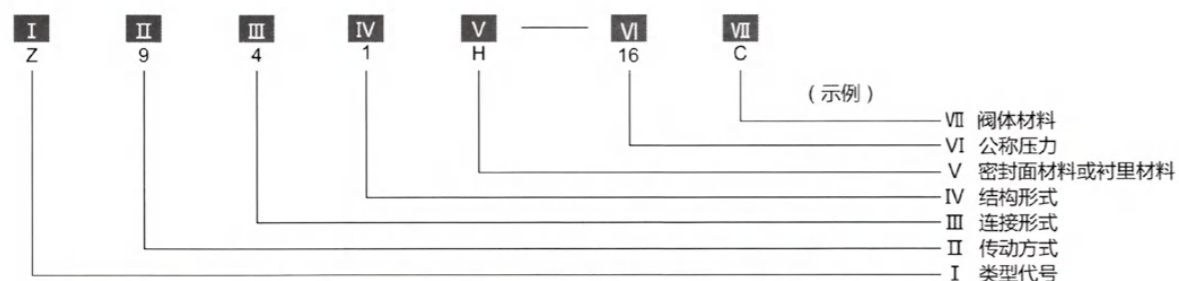 Ⅰ Ⅱ Ⅲ Ⅳ Ⅴ — Ⅵ Ⅶ
Z 9 4 1 H 16 C
(示例)
Ⅶ 阀体材料
Ⅵ 公称压力
Ⅴ 密封面材料或衬里材料
Ⅳ 结构形式
Ⅲ 连接形式
Ⅱ 传动方式
Ⅰ 类型代号